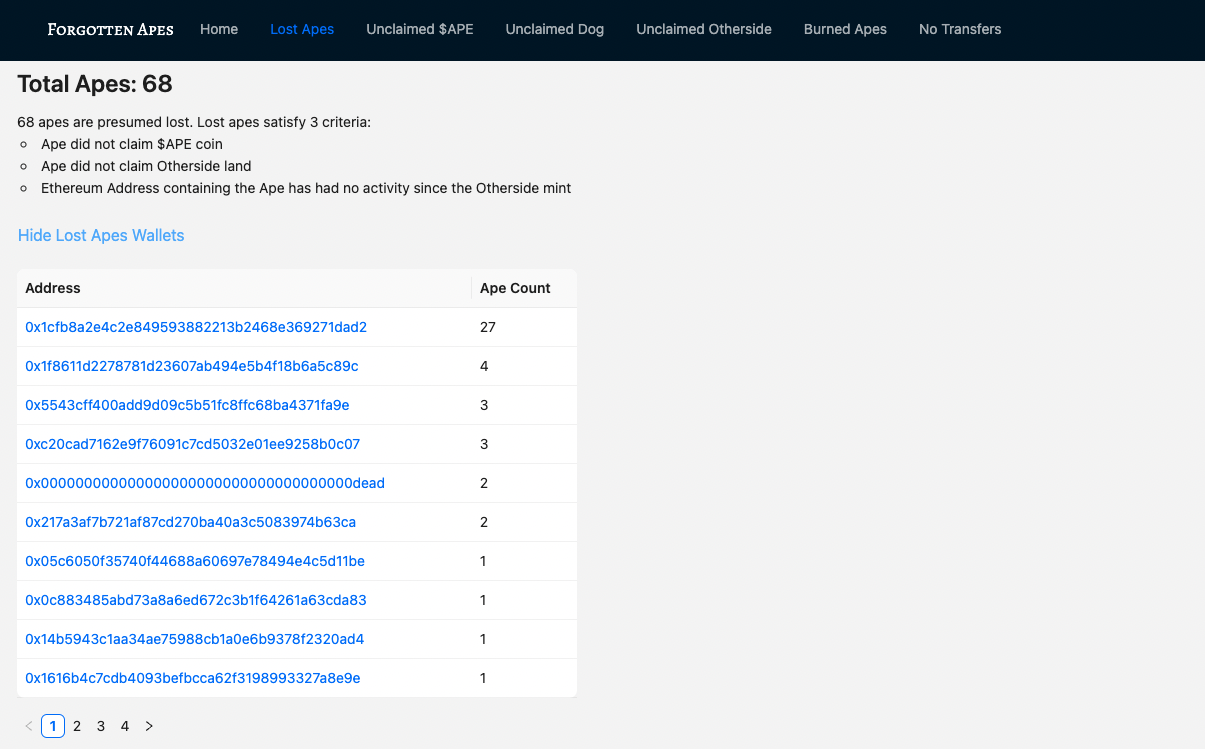 Forgotten Apes Home Lost Apes Unclaimed $APE Unclaimed Dog Unclaimed Otherside Burned Apes No Transfers
Total Apes: 68
68 apes are presumed lost. Lost apes satisfy 3 criteria:
Ape did not claim $APE coin
Ape did not claim Otherside land
Ethereum Address containing the Ape has had no activity since the Otherside mint
Hide Lost Apes Wallets
Address Ape Count
0x1cfb8a2e4c2e849593882213b2468e369271dad2 27
0x1f8611d2278781d23607ab494e5b4f18b6a5c89c 4
0x5543cff400add9d09c5b51fc8ffc68ba4371fa9e 3
0xc20cad7162e9f76091c7cd5032e01ee9258b0c07 3
0x000000000000000000000000000000000000dead 2
0x217a3af7b721af87cd270ba40a3c5083974b63ca 2
0x05c6050f35740f44688a60697e78494e4c5d11be 1
0x0c883485abd73a8a6ed672c3b1f64261a63cda83 1
0x14b5943c1aa34ae75988cb1a0e6b9378f2320ad4 1
0x1616b4c7cdb4093befbcca62f3198993327a8e9e 1
< 1 2 3 4 >